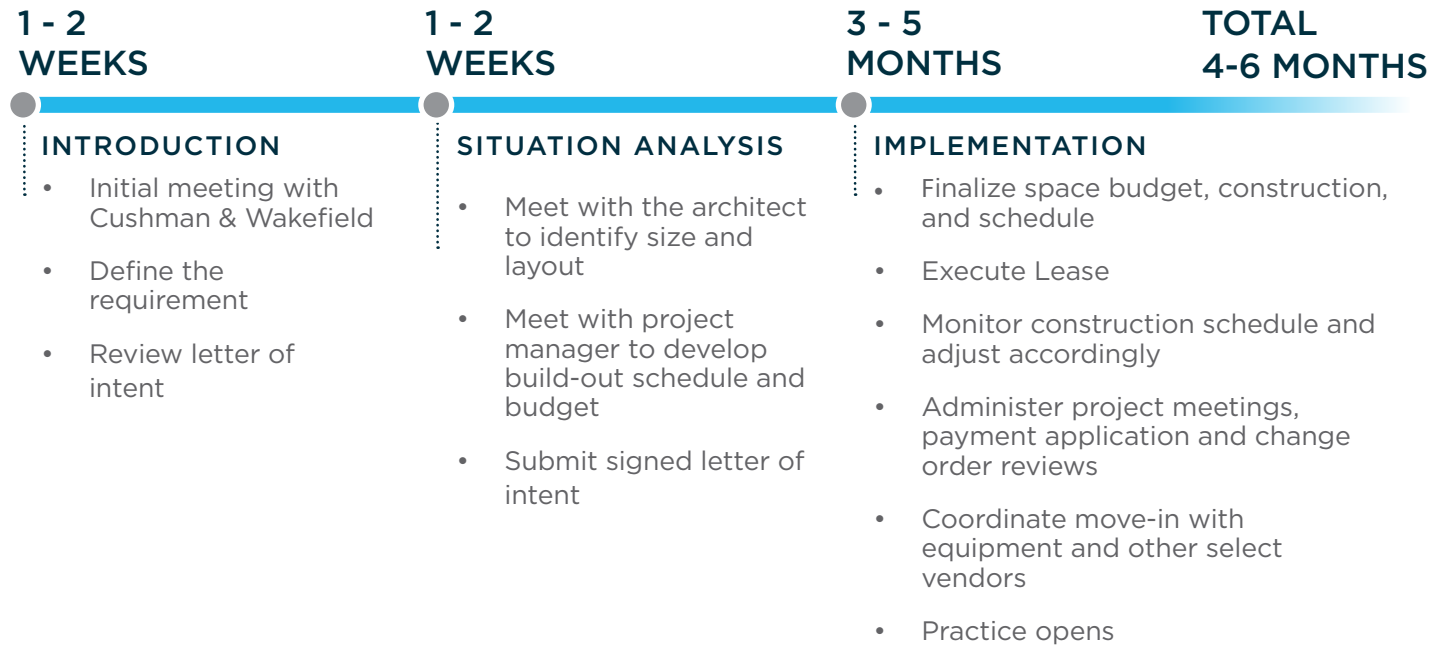 1 - 2
WEEKS
1 - 2
WEEKS
3 - 5
MONTHS
TOTAL
4-6 MONTHS
INTRODUCTION
• Initial meeting with
Cushman & Wakefield
• Define the
requirement
• Review letter of
intent
SITUATION ANALYSIS
• Meet with the architect
to identify size and
layout
• Meet with project
manager to develop
build-out schedule and
budget
• Submit signed letter of
intent
IMPLEMENTATION
• Finalize space budget, construction,
and schedule
• Execute Lease
• Monitor construction schedule and
adjust accordingly
• Administer project meetings,
payment application and change
order reviews
• Coordinate move-in with
equipment and other select
vendors
• Practice opens